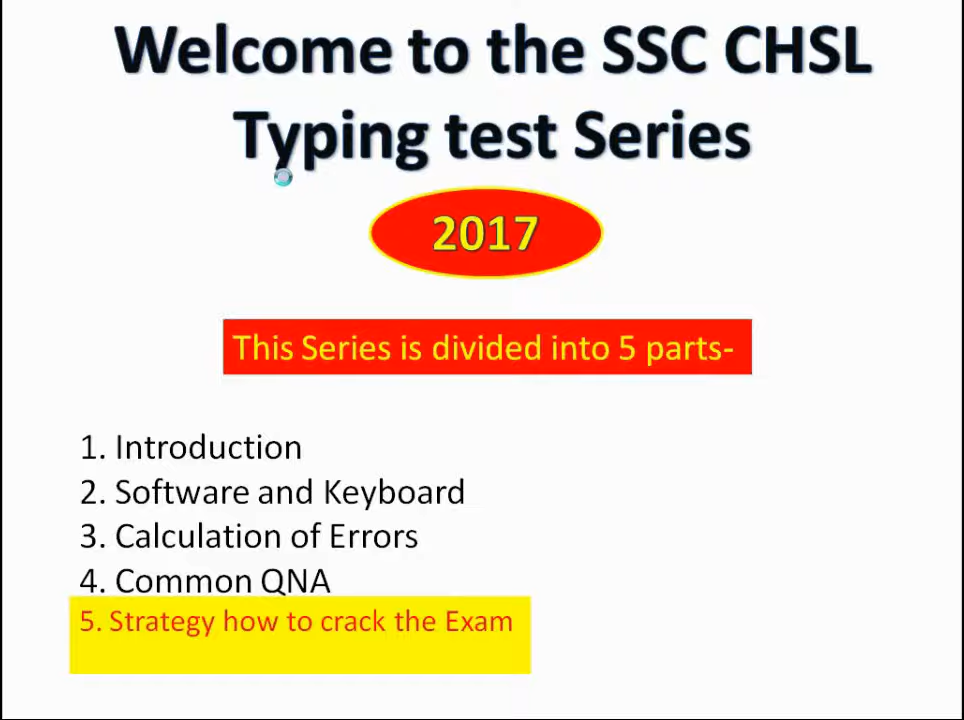 Welcome to the SSC CHSL
Typing test Series
2017
This Series is divided into 5 parts-
1. Introduction
2. Software and Keyboard
3. Calculation of Errors
4. Common QNA
5. Strategy how to crack the Exam